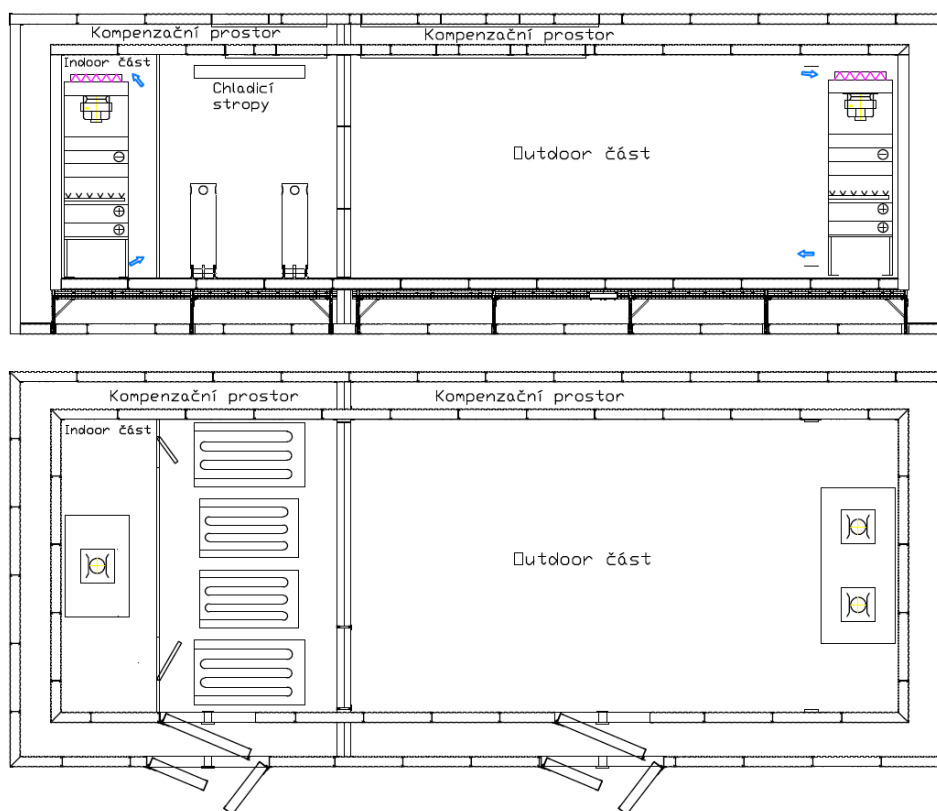 Kompenzační prostor
Kompenzační prostor
Indoor část
Chladicí
stropy
Outdoor část
Kompenzační prostor
Kompenzační prostor
Indoor část
Outdoor část